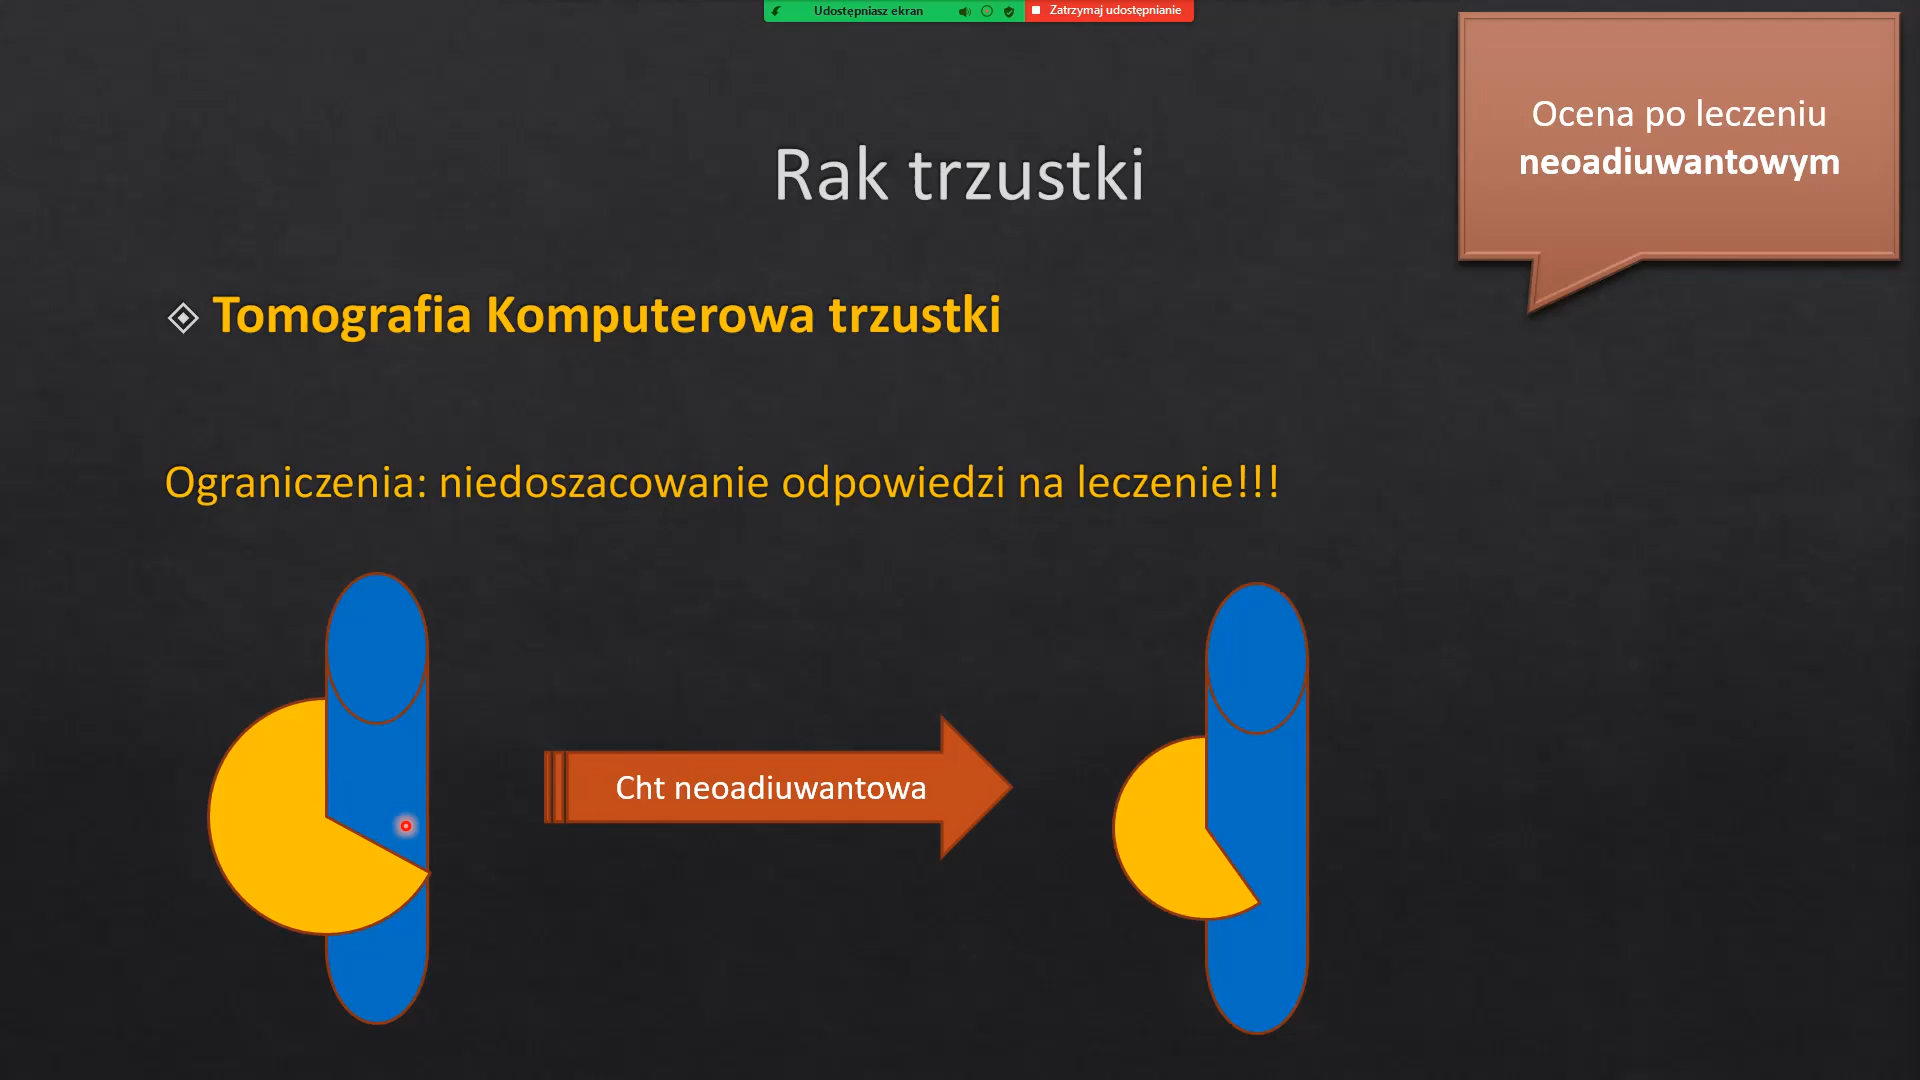 Udostępniasz ekran
Zatrzymaj udostępnianie
Ocena po leczeniu
neoadiuwantowym
Rak trzustki
Tomografia Komputerowa trzustki
Ograniczenia: niedoszacowanie odpowiedzi na leczenie!!!
Cht neoadiuwantowa